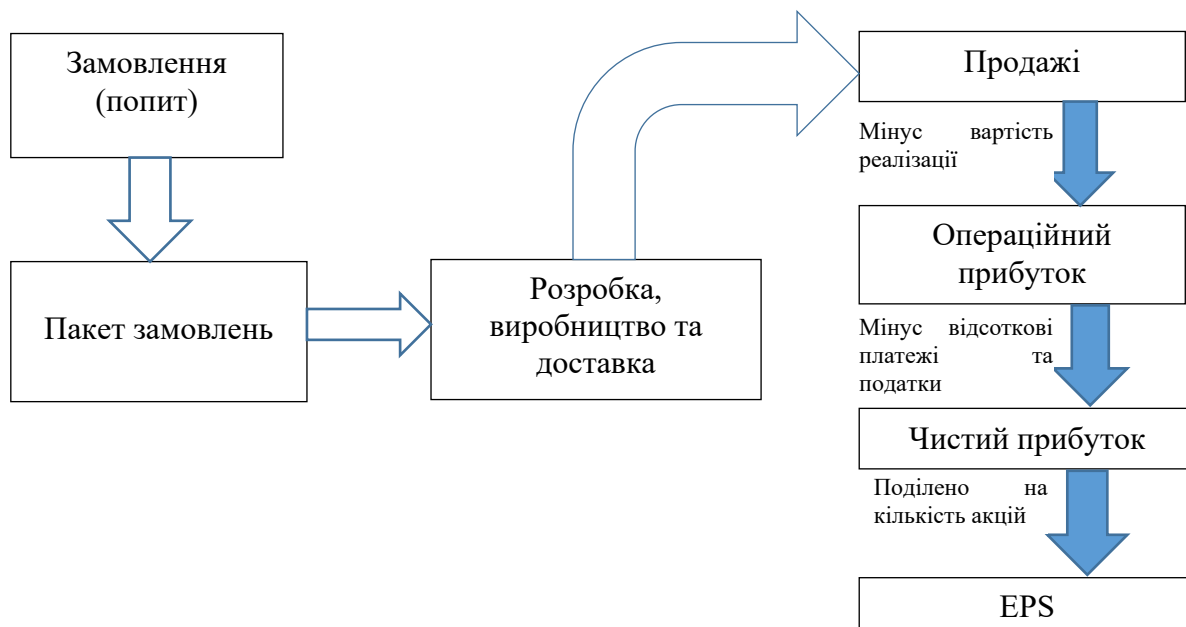 Замовлення
(попит)
Пакет замовлень
Розробка,
виробництво та
доставка
Продажі
Мінус вартість
реалізації
Операційний
прибуток
Мінус відсоткові
платежі та
податки
Чистий прибуток
Поділено на
кількість акцій
EPS